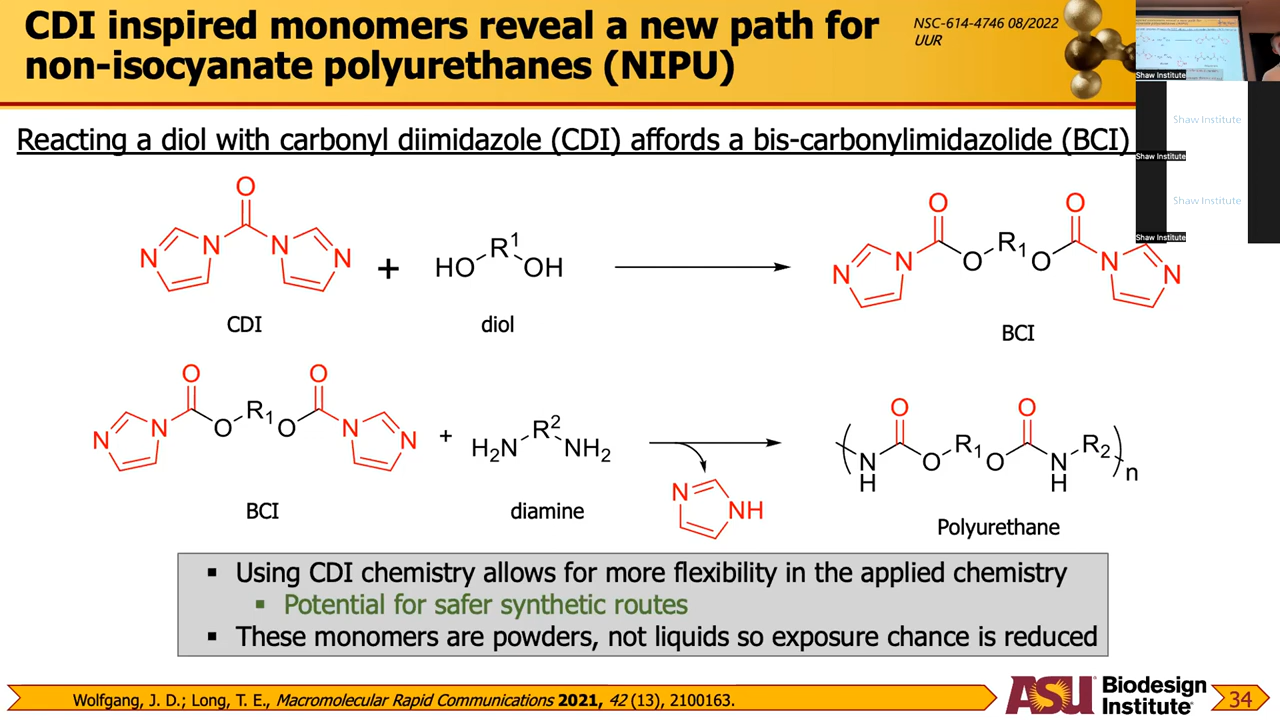 CDI inspired monomers reveal a new path for
non-isocyanate polyurethanes (NIPU)
NSC-614-4746 08/2022
UUR
Shaw Institute
Shaw Institute
Shaw Institute
Shaw Institute
Shaw Institute
Reacting a diol with carbonyl diimidazole (CDI) affords a bis-carbonylimidazolide (BCI)
O
N N N N
CDI
+
HO R1 OH
diol
O O
N N O R1 O N N
BCI
O O
N N O R1 O N N
BCI
+
H2N R2 NH2
diamine
N NH
O O
N H O R1 O N H R2 n
Polyurethane
▪ Using CDI chemistry allows for more flexibility in the applied chemistry
▪ Potential for safer synthetic routes
▪ These monomers are powders, not liquids so exposure chance is reduced
Wolfgang, J. D.; Long, T. E., Macromolecular Rapid Communications 2021, 42 (13), 2100163.
ASU Biodesign
Institute
34